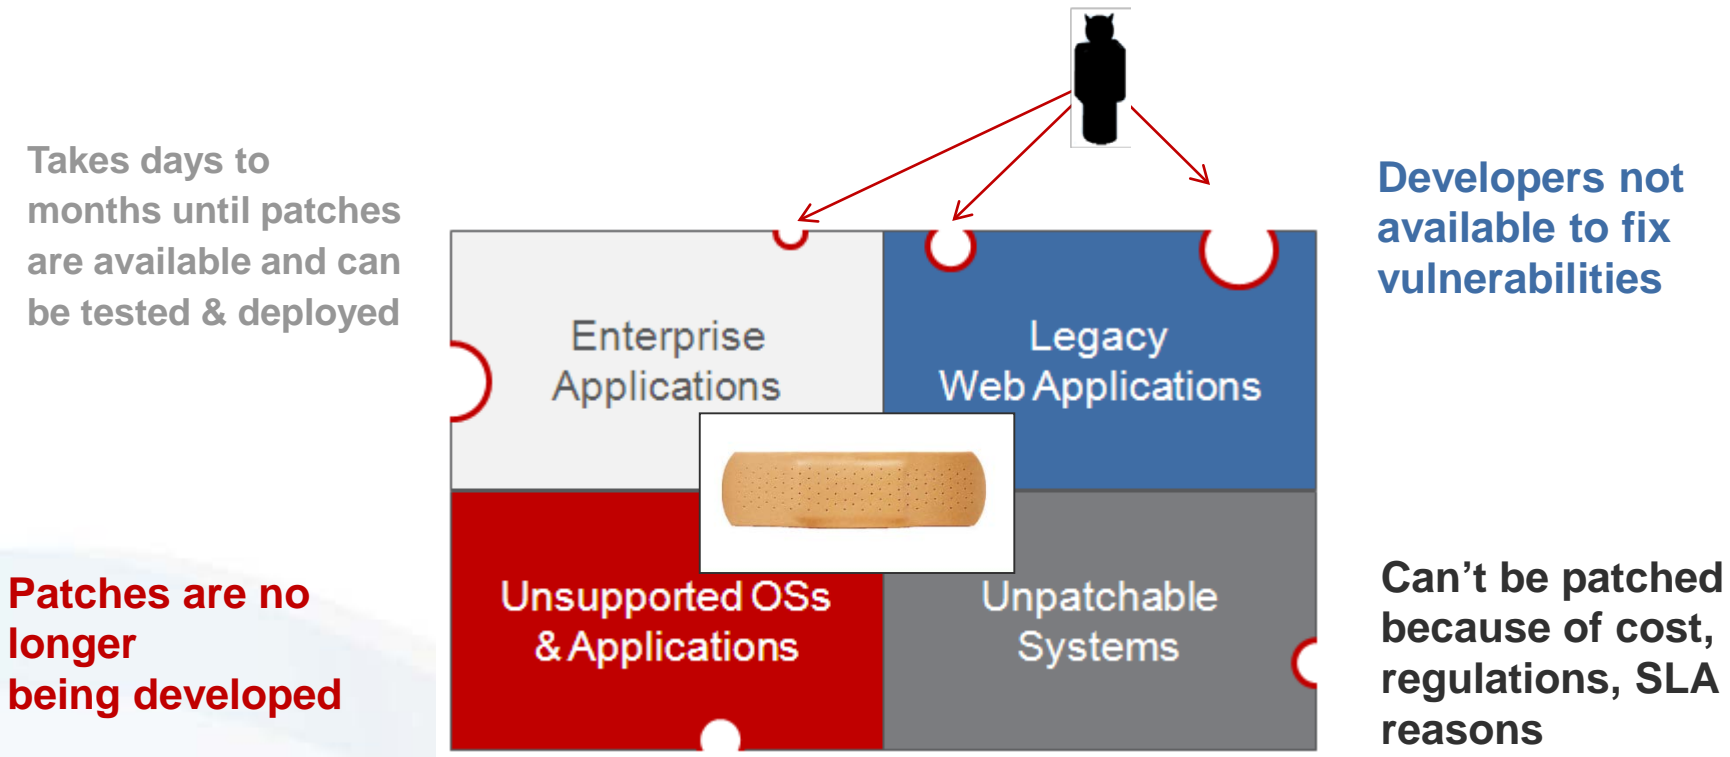 Takes days to
months until patches
are available and can
be tested & deployed
Developers not
available to fix
vulnerabilities
Enterprise
Applications
Legacy
Web Applications
Unsupported OSs
& Applications
Unpatchable
Systems
Patches are no
longer
being developed
Can’t be patched
because of cost,
regulations, SLA
reasons